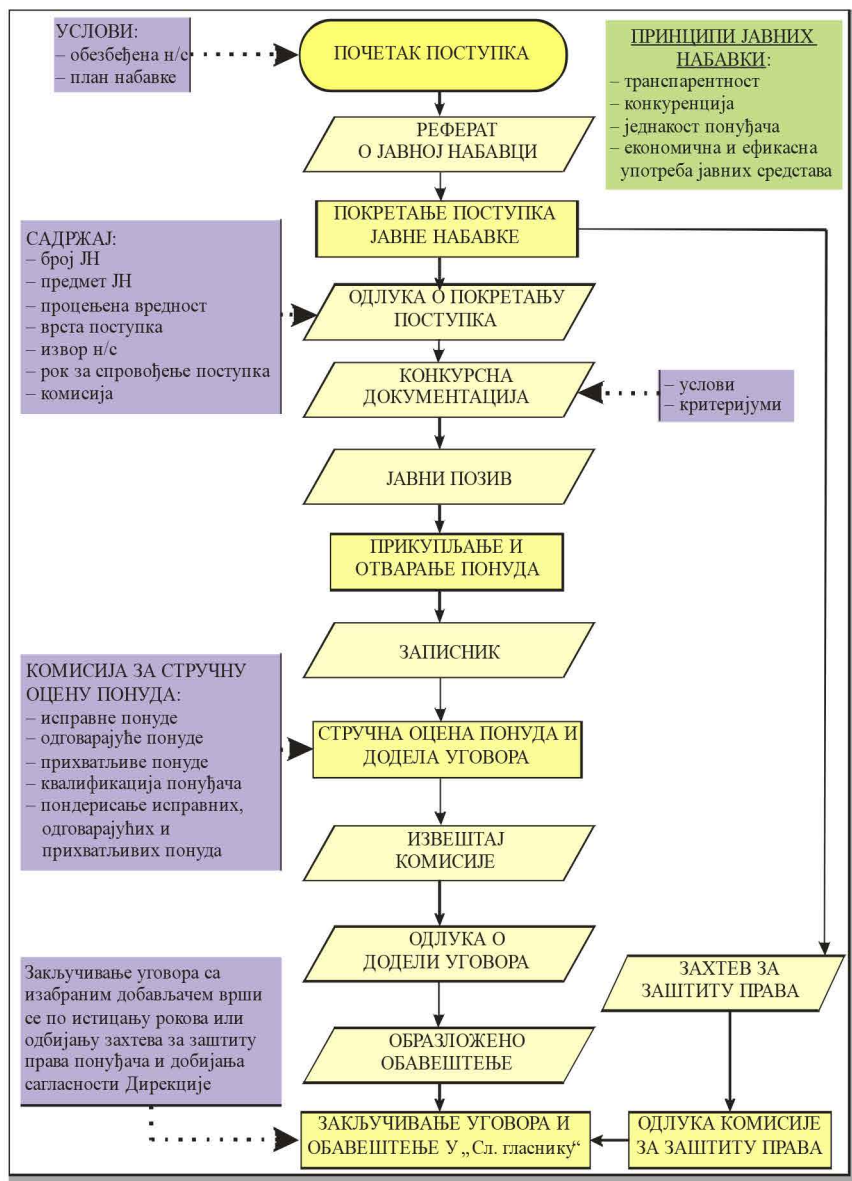 УСЛОВИ:
– обезбеђена н/с
– план набавке
ПОЧЕТАК ПОСТУПКА
ПРИНЦИПИ ЈАВНИХ
НАБАВКИ:
– транспарентност
– конкуренција
– једнакост понуђача
– економична и ефикасна
употреба јавних средстава
РЕФЕРАТ
О ЈАВНОЈ НАБАВЦИ
ПОКРЕТАЊЕ ПОСТУПКА
ЈАВНЕ НАБАВКЕ
САДРЖАЈ:
– број ЈН
– предмет ЈН
– процењена вредност
– врста поступка
– извор н/с
– рок за спровођење поступка
– комисија
ОДЛУКА О ПОКРЕТАЊУ
ПОСТУПКА
КОНКУРСНА
ДОКУМЕНТАЦИЈА
– услови
– критеријуми
ЈАВНИ ПОЗИВ
ПРИКУПЉАЊЕ И
ОТВАРАЊЕ ПОНУДА
ЗАПИСНИК
КОМИСИЈА ЗА СТРУЧНУ
ОЦЕНУ ПОНУДА:
– исправне понуде
– одговарајуће понуде
– прихватљиве понуде
– квалификација понуђача
– пондерисање исправних,
одговарајућих и
прихватљивих понуда
СТРУЧНА ОЦЕНА ПОНУДА И
ДОДЕЛА УГОВОРА
ИЗВЕШТАЈ
КОМИСИЈЕ
ОДЛУКА О
ДОДЕЛИ УГОВОРА
ЗАХТЕВ ЗА
ЗАШТИТУ ПРАВА
Закључивање уговора са
изабраним добављачем врши
се по истицању рокова или
одбијању захтева за заштиту
права понуђача и добијања
сагласности Дирекције
ОБРАЗЛОЖЕНО
ОБАВЕШТЕЊЕ
ЗАКЉУЧИВАЊЕ УГОВОРА И
ОБАВЕШТЕЊЕ У „Сл. гласнику“
ОДЛУКА КОМИСИЈЕ
ЗА ЗАШТИТУ ПРАВА